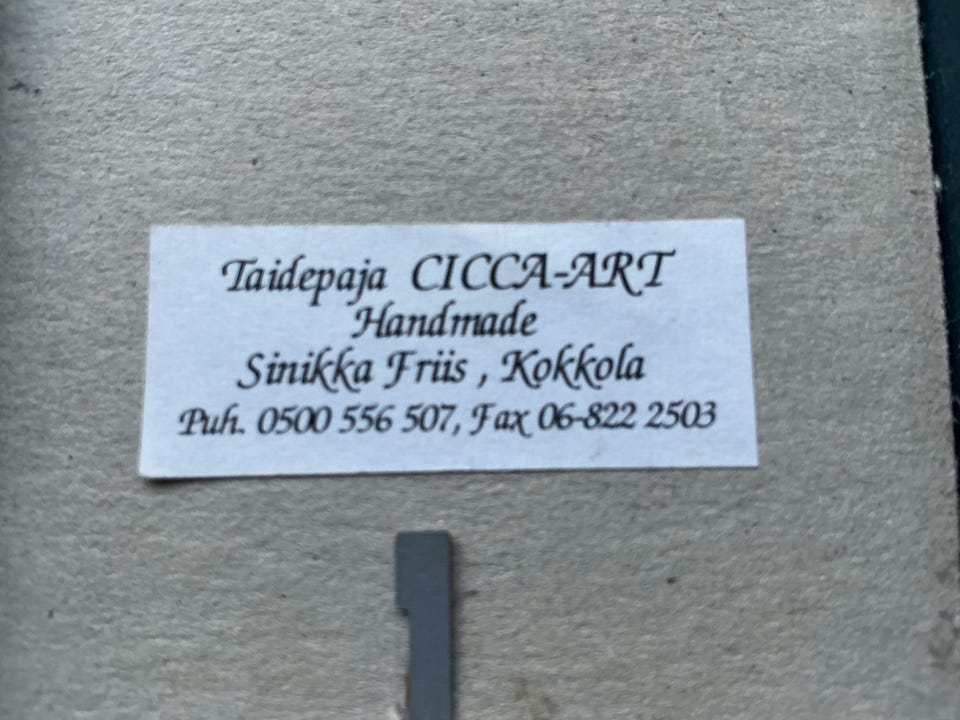 Taidepaja CICCA-ART
Handmade
Sinikka Friis , Kokkola
Puh. 0500 556 507, Fax 06-822 2503